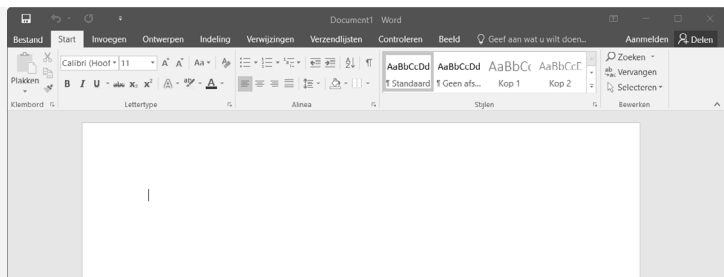 Document1 Word
Bestand Start Invoegen Ontwerpen Indeling Verwijzingen Verzendlijsten Controleren Beeld Geef aan wat u wilt doen... Aanmelden Delen
Plakken
Calibri (Hoof 11 A A Aa
B I U abc x₂ x² A aby A
AaBbCcDd AaBbCcDd AaBbCc AaBbCcE
¶ Standaard ¶ Geen afs... Kop 1 Kop 2
Zoeken
Vervangen
Selecteren
Klembord Lettertype Alinea Stijlen Bewerken